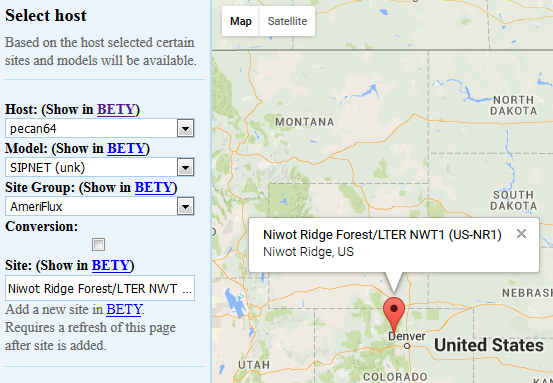 Select host
Based on the host selected certain
sites and models will be available.
Host: (Show in BETY)
pecan64
Model: (Show in BETY)
SIPNET (unk)
Site Group: (Show in BETY)
AmeriFlux
Conversion:
Site: (Show in BETY)
Niwot Ridge Forest/LTER NWT ...
Add a new site in BETY.
Requires a refresh of this page
after site is added.
Map
Satellite
MONTANA
NORTH
DAKOTA
SOUTH
DAKOTA
Niwot Ridge Forest/LTER NWT1 (US-NR1)
Niwot Ridge, US
NEBRAS
Denver
United States
UTAH
COLORADO